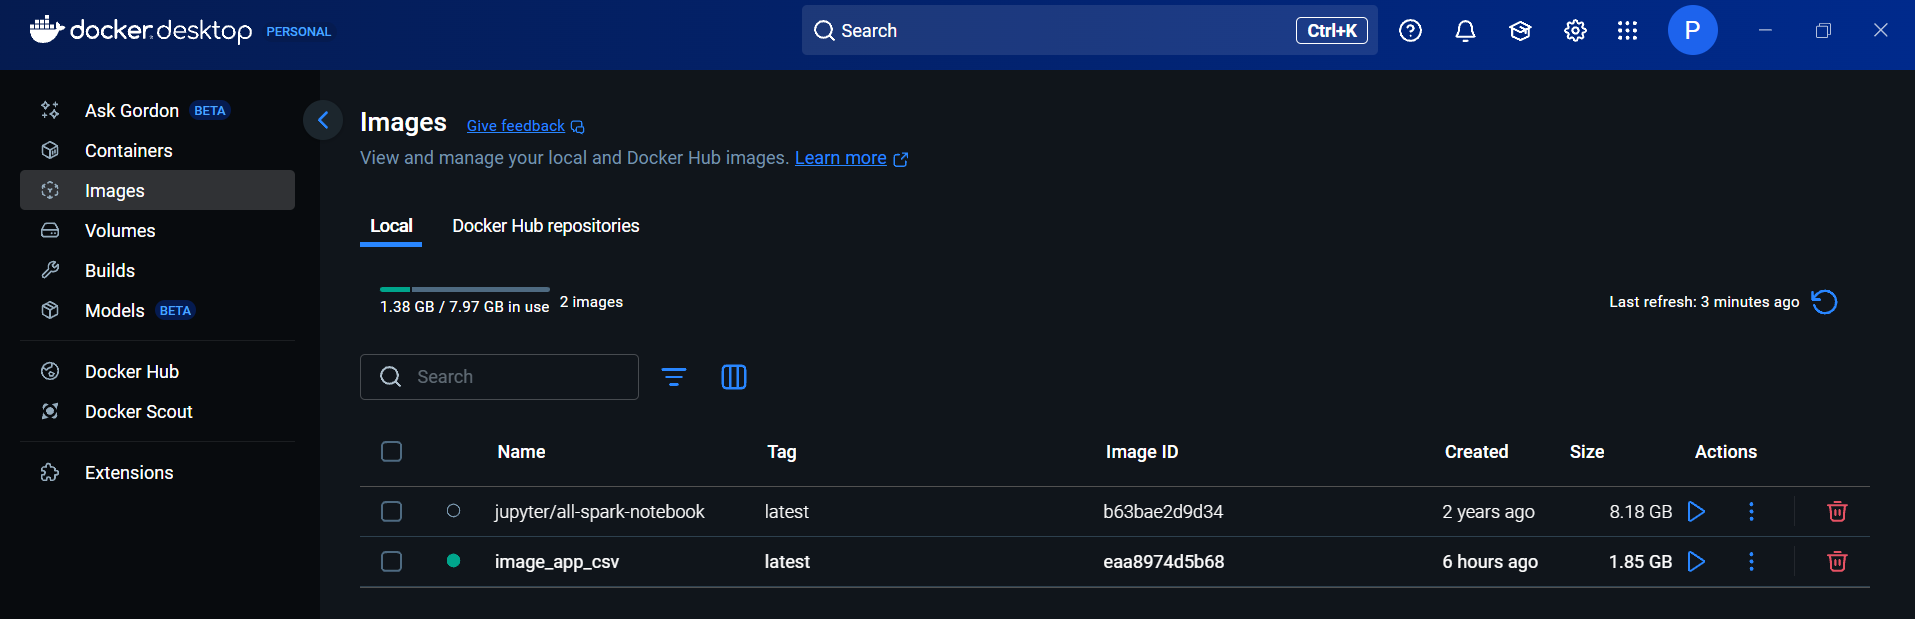 docker.desktop PERSONAL
Search Ctrl+K
P
Ask Gordon BETA
Containers
Images
Volumes
Builds
Models BETA
Docker Hub
Docker Scout
Extensions
Images Give feedback
View and manage your local and Docker Hub images. Learn more
Local Docker Hub repositories
1.38 GB / 7.97 GB in use 2 images
Last refresh: 3 minutes ago
Search
Name Tag Image ID Created Size Actions
jupyter/all-spark-notebook latest b63bae2d9d34 2 years ago 8.18 GB
image_app_csv latest eaa8974d5b68 6 hours ago 1.85 GB